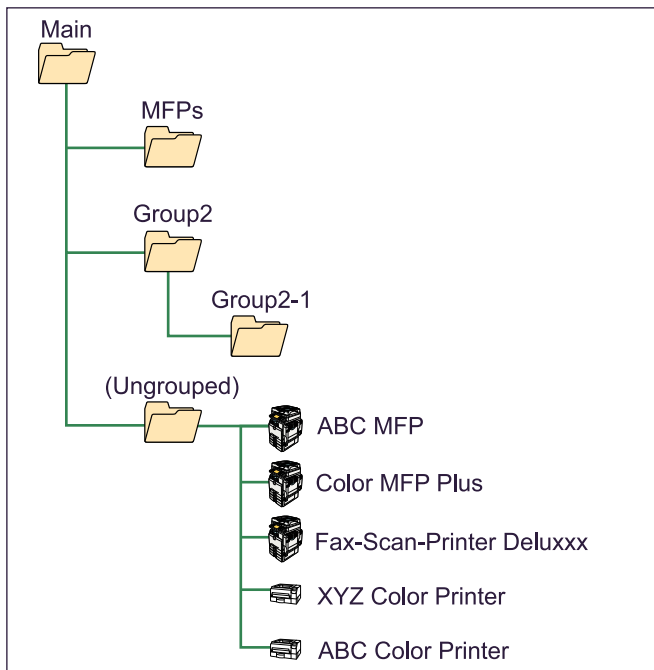 Main
MFPs
Group2
Group2-1
(Ungrouped)
ABC MFP
Color MFP Plus
Fax-Scan-Printer Deluxxx
XYZ Color Printer
ABC Color Printer